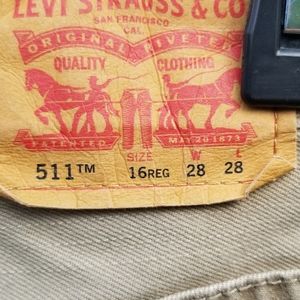 LEVI STRAUSS & CO
SAN FRANCISCO
CAL.
ORIGINAL RIVETED
QUALITY CLOTHING
PATENTED MAY 20 1873
SIZE W L
511™ 16REG 28 28